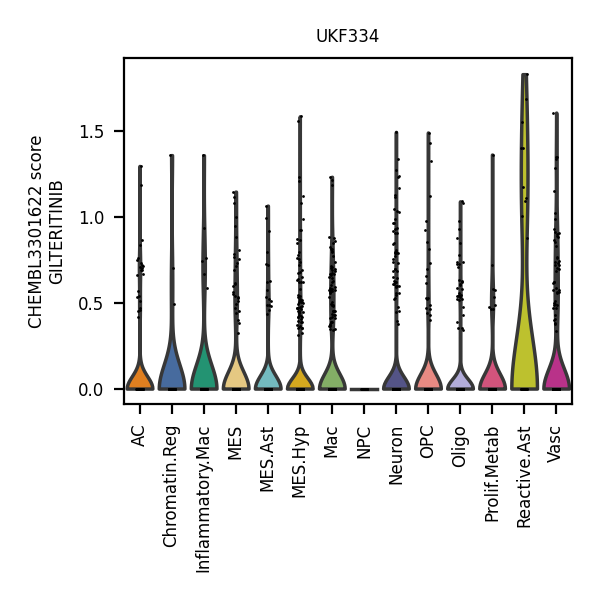 UKF334
CHEMBL3301622 score
GILTERITINIB
1.5
1.0
0.5
0.0
AC
Chromatin.Reg
Inflammatory.Mac
MES
MES.Ast
MES.Hyp
Mac
NPC
Neuron
OPC
Oligo
Prolif.Metab
Reactive.Ast
Vasc